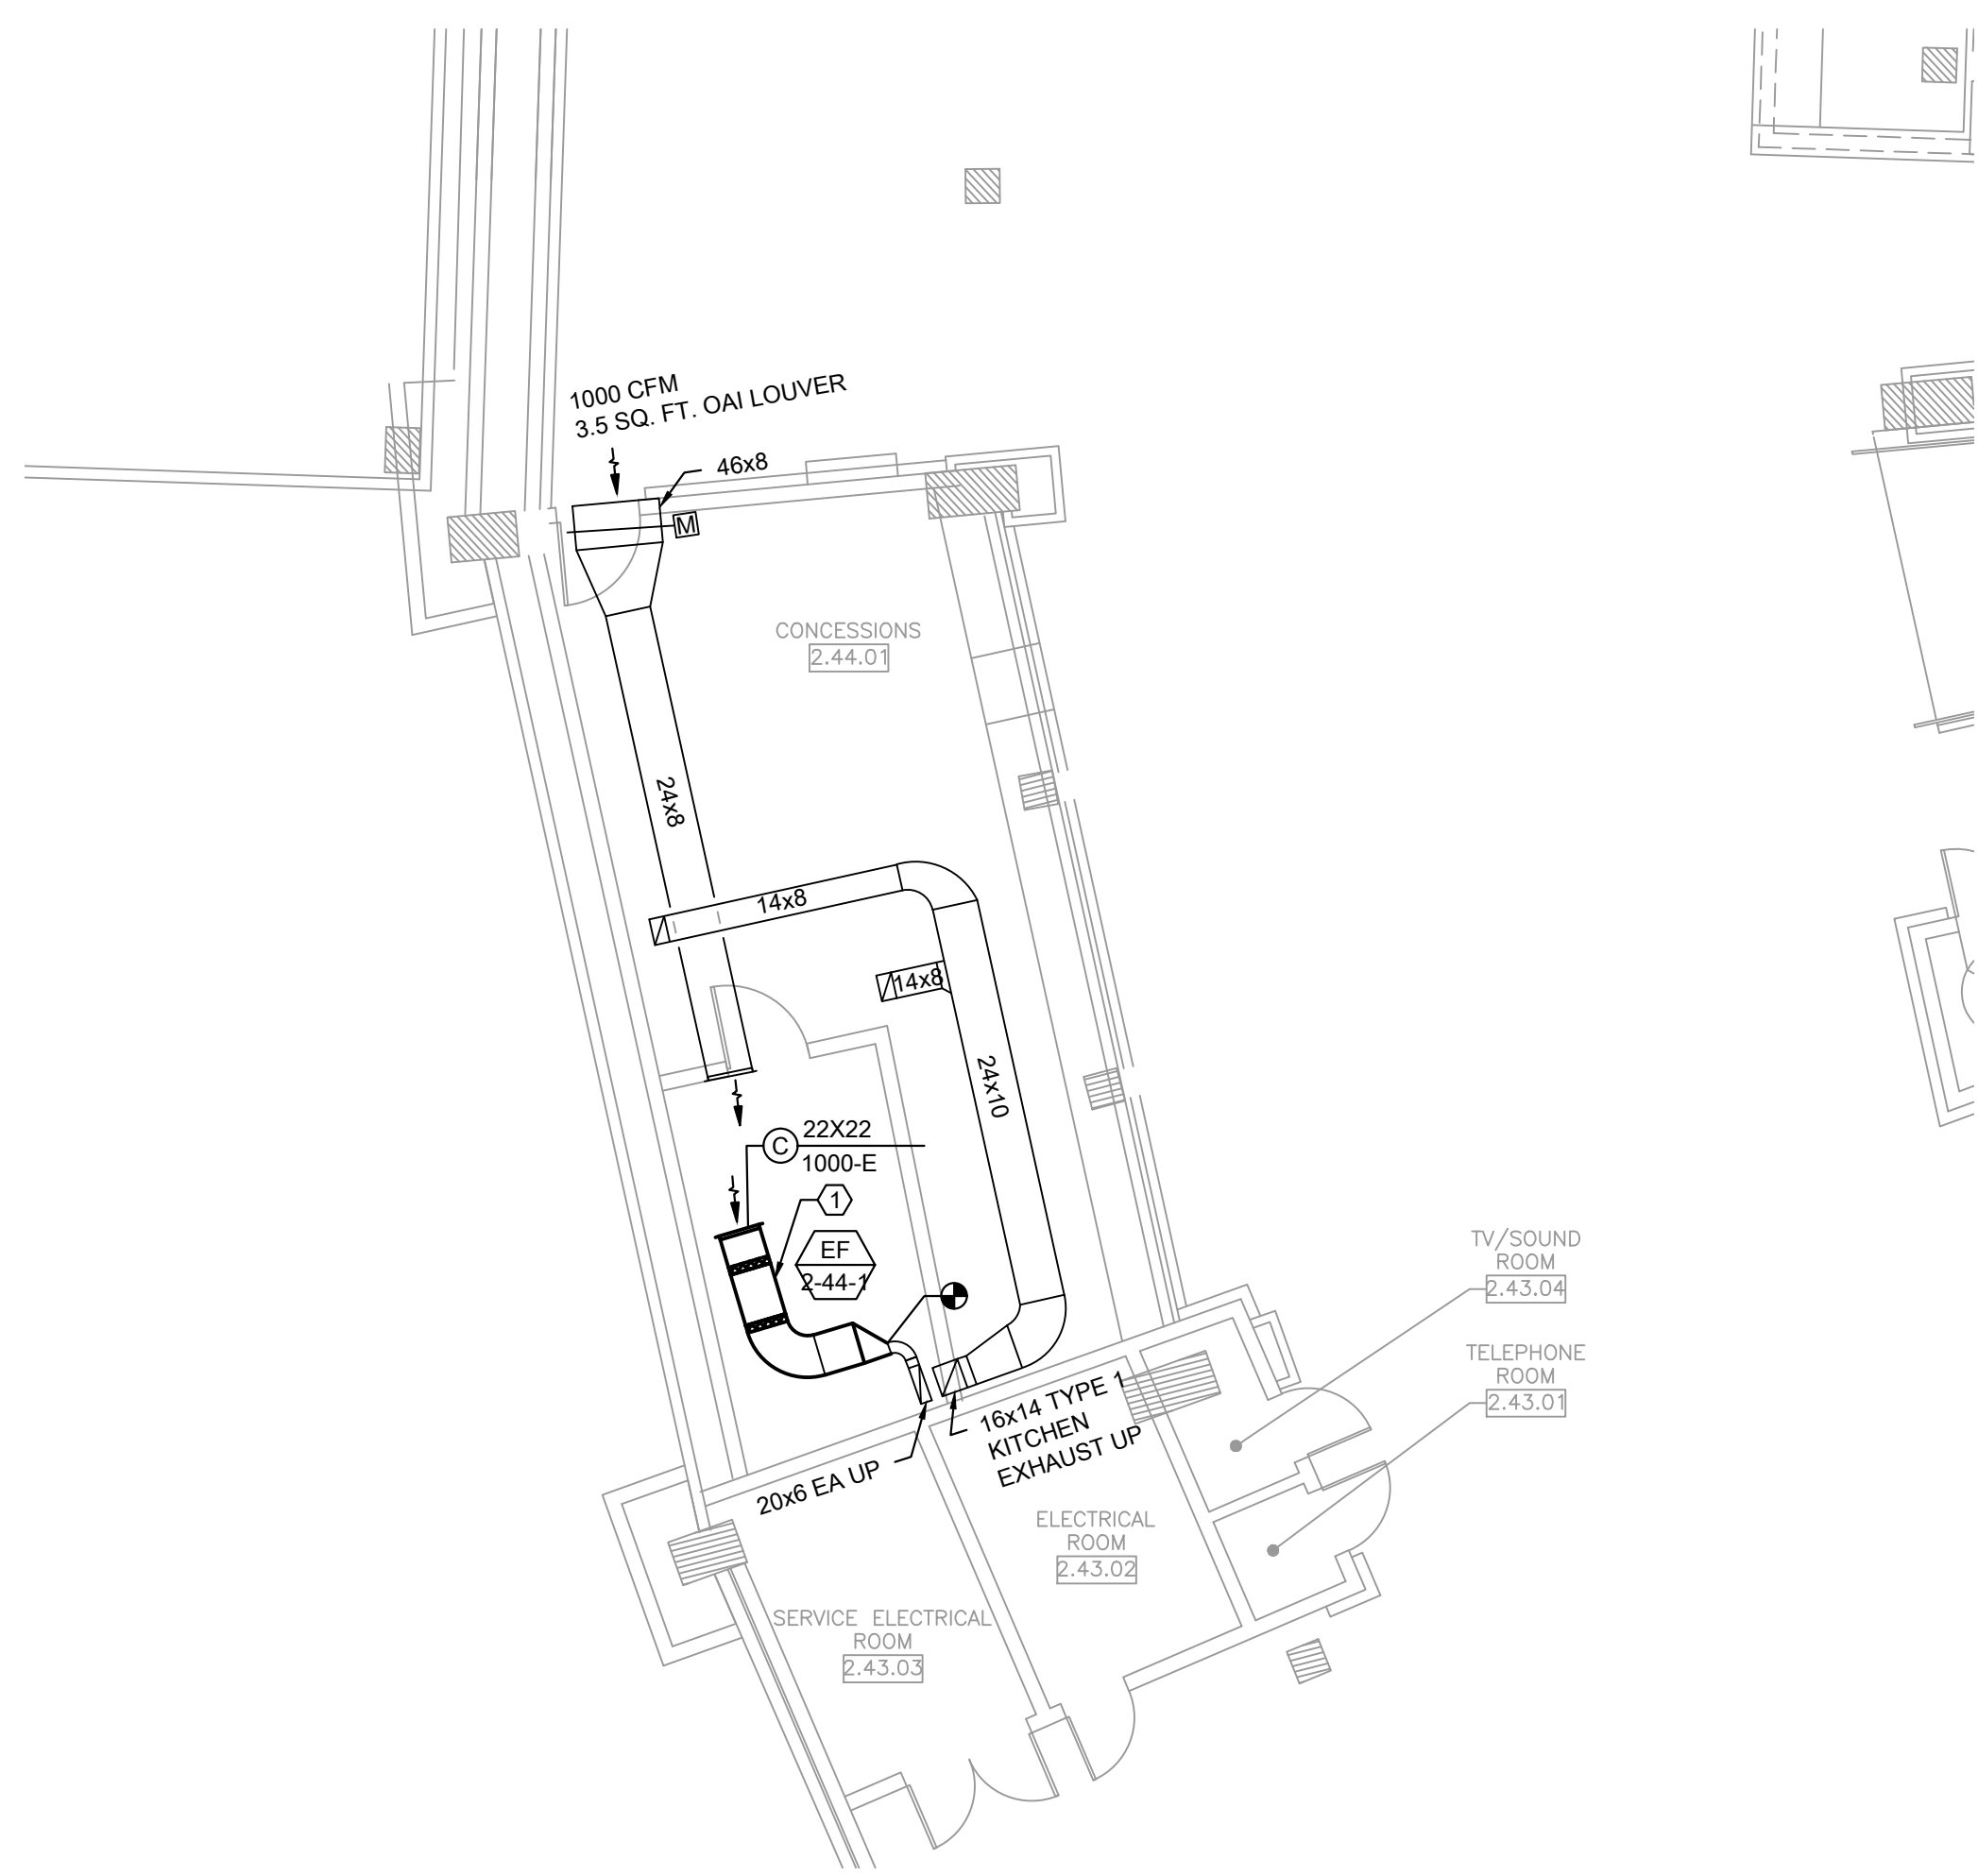 1000 CFM
3.5 SQ. FT. OAI LOUVER
46x8
M
CONCESSIONS
2.44.01
24x8
14x8
14x8
24x10
C
22X22
1000-E
1
EF
2-44-1
16x14 TYPE 1
KITCHEN
EXHAUST UP
20x6 EA UP
TV/SOUND
ROOM
2.43.04
TELEPHONE
ROOM
2.43.01
ELECTRICAL
ROOM
2.43.02
SERVICE ELECTRICAL
ROOM
2.43.03